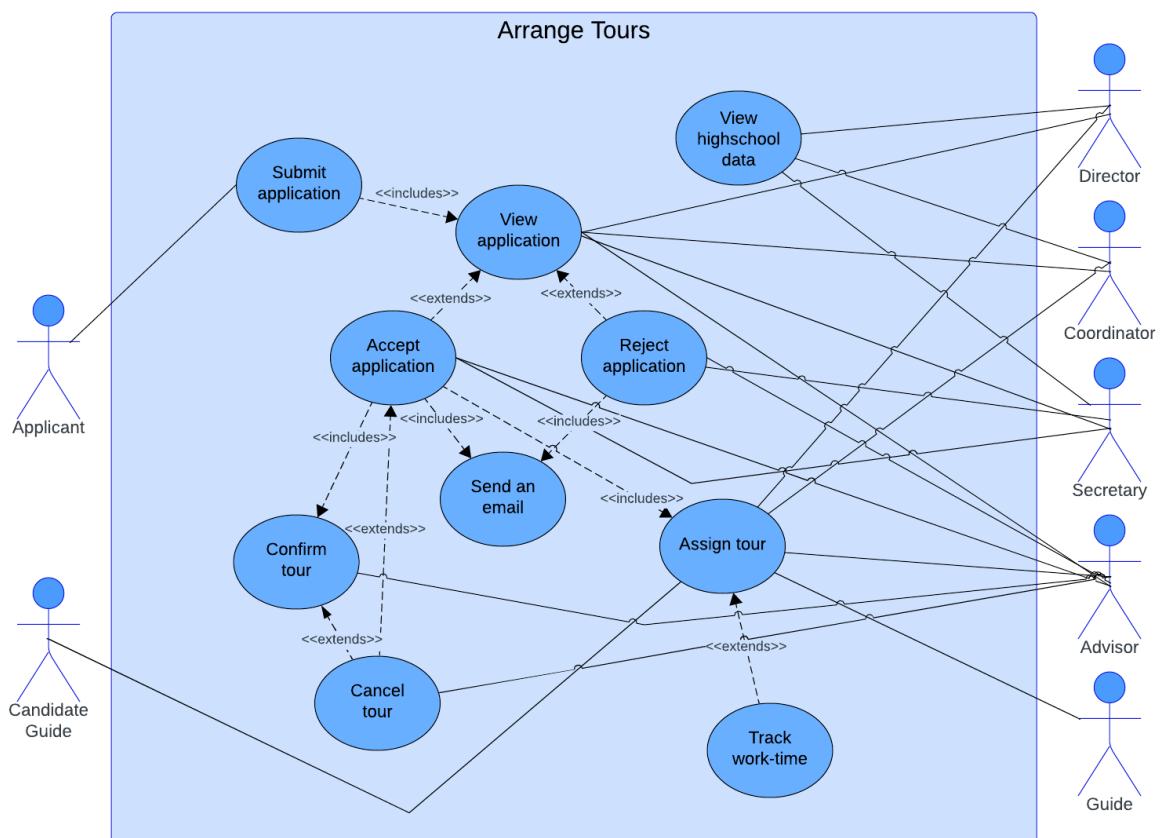 Arrange Tours
View
highschool
data
Director
Submit
application
<<includes>>
View
application
Coordinator
<<extends>>
<<extends>>
Accept
application
Reject
application
Applicant
<<includes>>
<<includes>>
<<includes>>
Secretary
Send an
email
<<includes>>
<<extends>>
Confirm
tour
Assign tour
<<extends>>
<<extends>>
Advisor
Candidate
Guide
Cancel
tour
Track
work-time
Guide